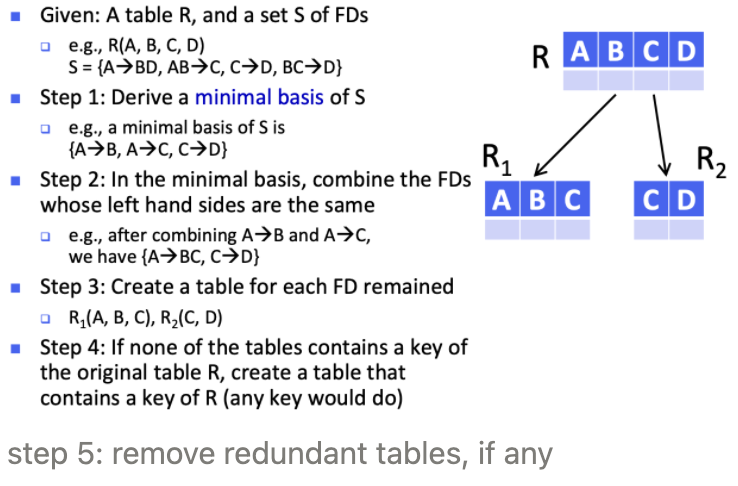 Given: A table R, and a set S of FDs
e.g., R(A, B, C, D)
S = {A→BD, AB→C, C→D, BC→D}
Step 1: Derive a minimal basis of S
e.g., a minimal basis of S is
{A→B, A→C, C→D}
Step 2: In the minimal basis, combine the FDs
whose left hand sides are the same
e.g., after combining A→B and A→C,
we have {A→BC, C→D}
Step 3: Create a table for each FD remained
R₁(A, B, C), R₂(C, D)
Step 4: If none of the tables contains a key of
the original table R, create a table that
contains a key of R (any key would do)
R A B C D
R₁ R₂
A B C C D
step 5: remove redundant tables, if any